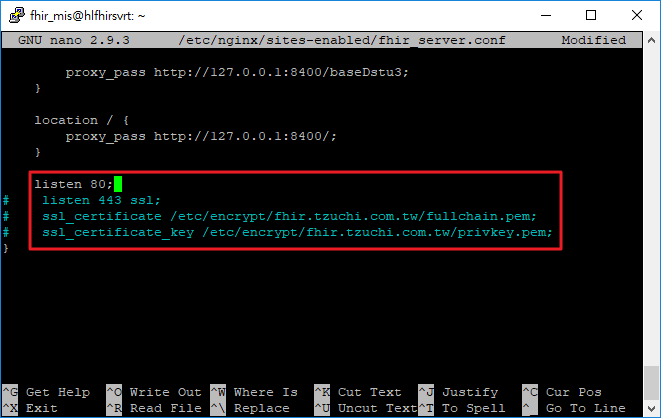 fhir_mis@hlfhirsvrt: ~
GNU nano 2.9.3 /etc/nginx/sites-enabled/fhir_server.conf Modified
proxy_pass http://127.0.0.1:8400/baseDstu3;
}
location / {
proxy_pass http://127.0.0.1:8400/;
}
listen 80;
# listen 443 ssl;
# ssl_certificate /etc/encrypt/fhir.tzuchi.com.tw/fullchain.pem;
# ssl_certificate_key /etc/encrypt/fhir.tzuchi.com.tw/privkey.pem;
}
^G Get Help ^O Write Out ^W Where Is ^K Cut Text ^J Justify ^C Cur Pos
^X Exit ^R Read File ^\ Replace ^U Uncut Text ^T To Spell ^_ Go To Line